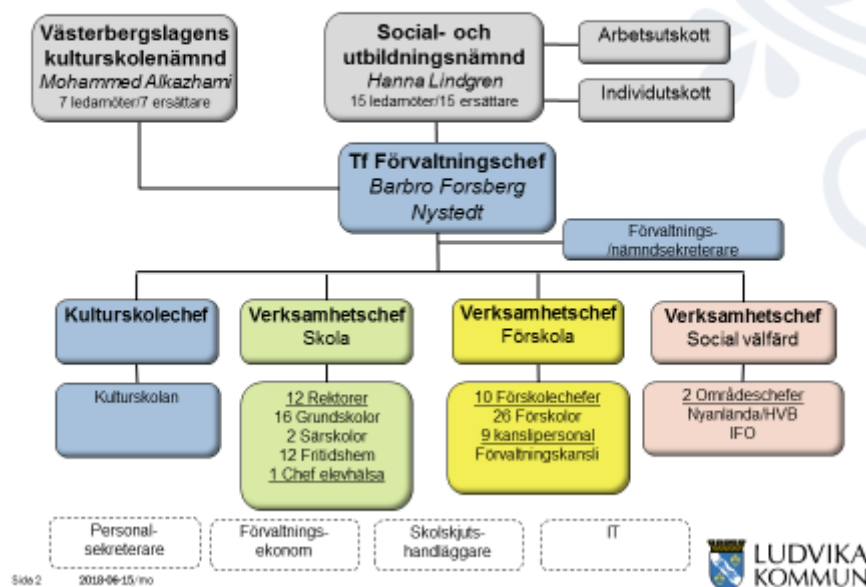 Västerbergslagens
kulturskolenämnd
Mohammed Alkazhami
7 ledamöter/7 ersättare
Social- och
utbildningsnämnd
Hanna Lindgren
15 ledamöter/15 ersättare
Arbetsutskott
Individutskott
Tf Förvaltningschef
Barbro Forsberg
Nystedt
Förvaltnings-
/nämndsekreterare
Kulturskolechef
Verksamhetschef
Skola
Verksamhetschef
Förskola
Verksamhetschef
Social välfärd
Kulturskolan
12 Rektorer
16 Grundskolor
2 Särskolor
12 Fritidshem
1 Chef elevhälsa
10 Förskolechefer
26 Förskolor
9 kanslipersonal
Förvaltningskansli
2 Områdeschefer
Nyanlända/HVB
IFO
Personal-
sekreterare
Förvaltnings-
ekonom
Skolskjuts-
handläggare
IT
Sida 2 2018-06-15/mo
LUDVIKA
KOMMUN